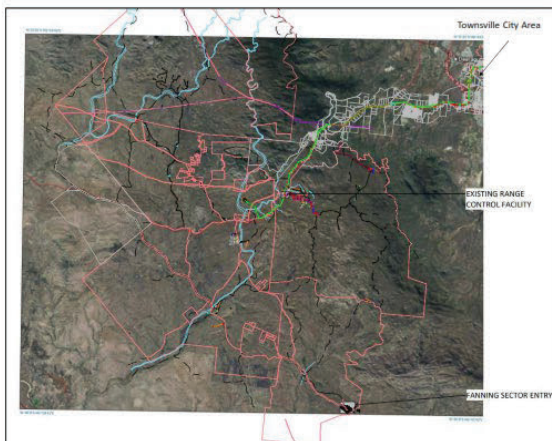 Townsville City Area
EXISTING RANGE
CONTROL FACILITY
FANNING SECTOR ENTRY